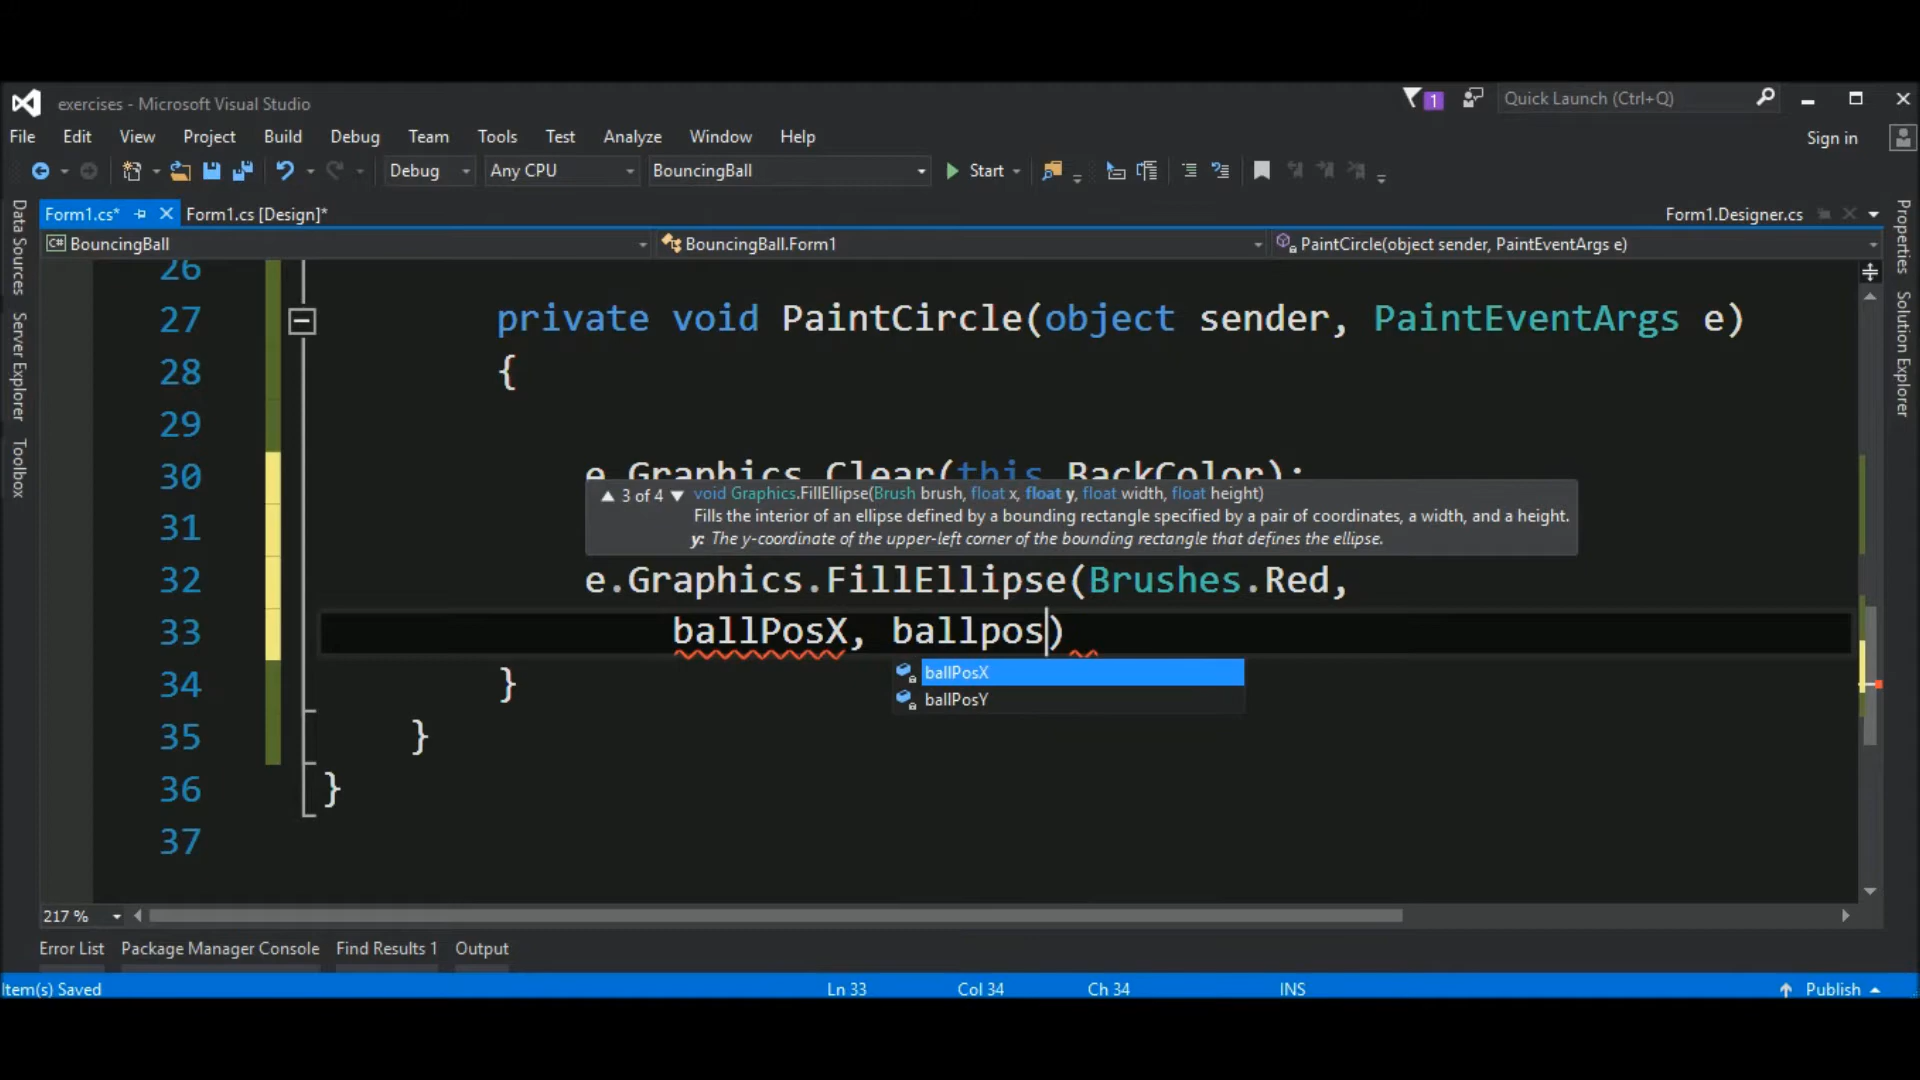 exercises - Microsoft Visual Studio
1
Quick Launch (Ctrl+Q)
File Edit View Project Build Debug Team Tools Test Analyze Window Help
Sign in
Debug Any CPU BouncingBall Start
Form1.cs* Form1.cs [Design]* Form1.Designer.cs
C# BouncingBall BouncingBall.Form1 PaintCircle(object sender, PaintEventArgs e)
Data Sources
Server Explorer
Toolbox
Properties
Solution Explorer
26
27 private void PaintCircle(object sender, PaintEventArgs e)
28 {
29
30 e.Graphics.Clear(this.BackColor);
3 of 4 void Graphics.FillEllipse(Brush brush, float x, float y, float width, float height)
Fills the interior of an ellipse defined by a bounding rectangle specified by a pair of coordinates, a width, and a height.
y: The y-coordinate of the upper-left corner of the bounding rectangle that defines the ellipse.
31
32 e.Graphics.FillEllipse(Brushes.Red,
33 ballPosX, ballpos)
ballPosX
ballPosY
34 }
35 }
36 }
37
217 %
Error List Package Manager Console Find Results 1 Output
Item(s) Saved Ln 33 Col 34 Ch 34 INS Publish